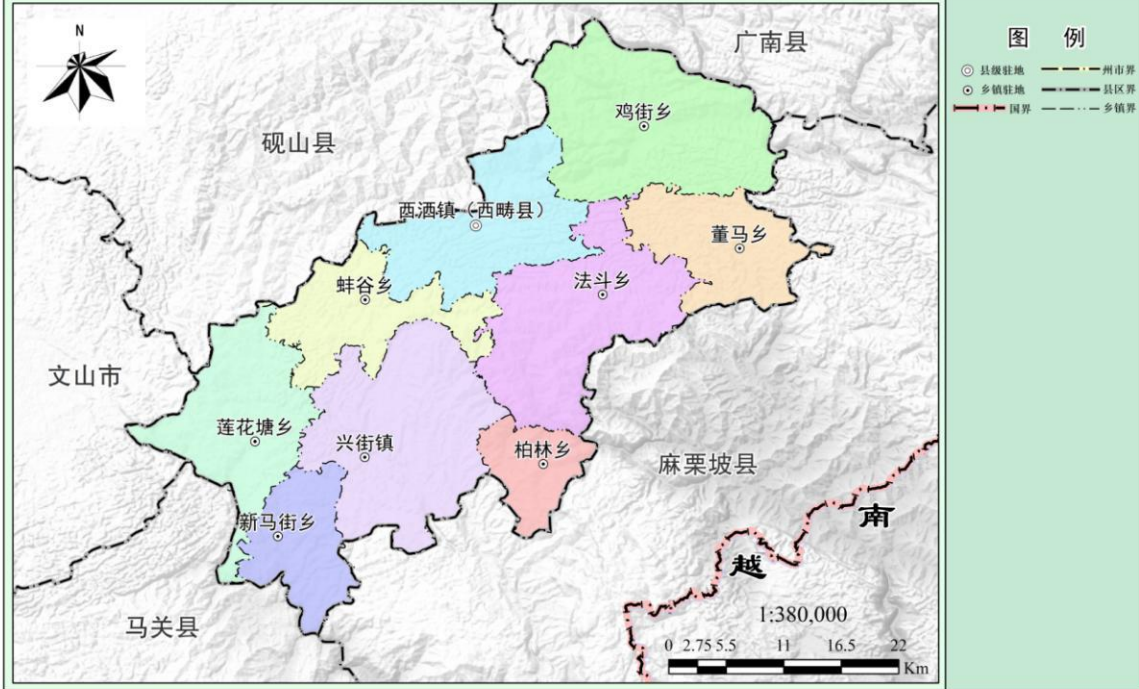 N
广南县
图 例
县级驻地
州市界
乡镇驻地
县区界
国界
乡镇界
鸡街乡
砚山县
西洒镇（西畴县）
董马乡
法斗乡
蚌谷乡
文山市
莲花塘乡
兴街镇
柏林乡
麻栗坡县
新马街乡
南
越
马关县
1:380,000
0 2.75 5.5 11 16.5 22
Km